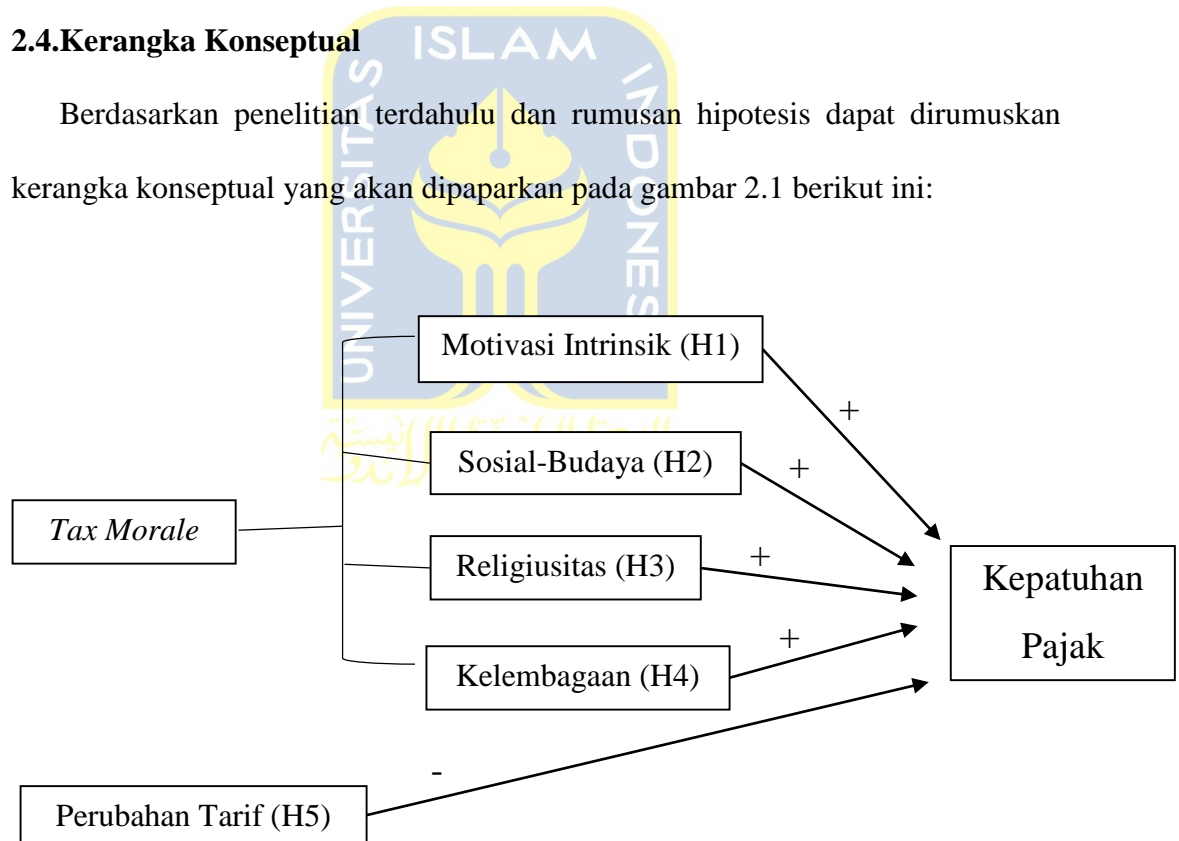 2.4.Kerangka Konseptual
ISLAM
UNIVERSITAS
INDONES
Berdasarkan penelitian terdahulu dan rumusan hipotesis dapat dirumuskan
kerangka konseptual yang akan dipaparkan pada gambar 2.1 berikut ini:
Motivasi Intrinsik (H1)
+
Sosial-Budaya (H2)
+
Tax Morale
Religiusitas (H3)
+
Kepatuhan
Pajak
+
Kelembagaan (H4)
-
Perubahan Tarif (H5)